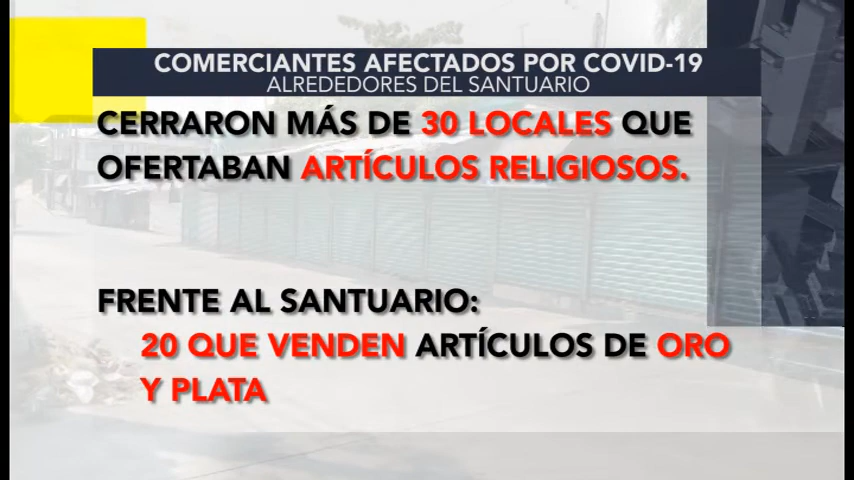 COMERCIANTES AFECTADOS POR COVID-19
ALREDEDORES DEL SANTUARIO
CERRARON MÁS DE 30 LOCALES QUE
OFERTABAN ARTÍCULOS RELIGIOSOS.
FRENTE AL SANTUARIO:
20 QUE VENDEN ARTÍCULOS DE ORO
Y PLATA